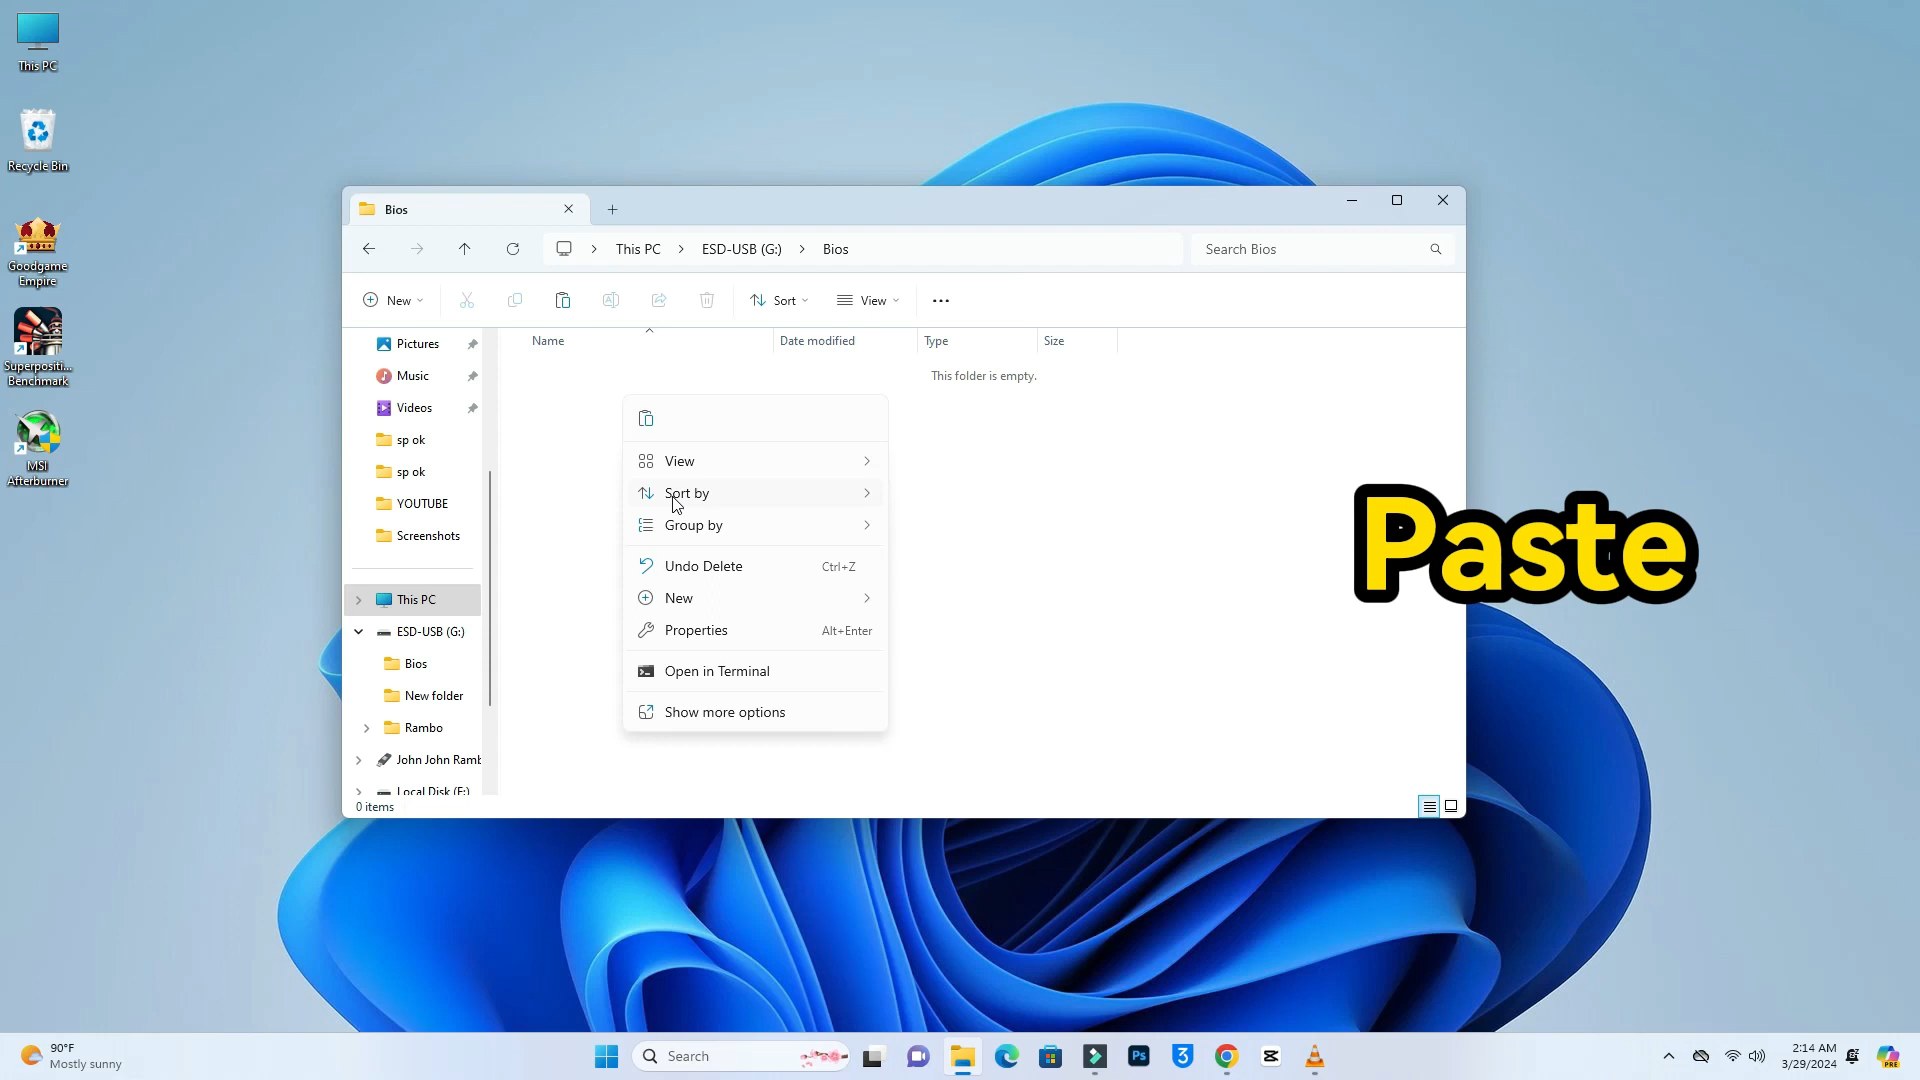 This PC
Recycle Bin
Goodgame
Empire
Superpositi...
Benchmark
MSI
Afterburner
Bios
This PC
ESD-USB (G:)
Bios
Search Bios
New
Sort
View
Name
Date modified
Type
Size
This folder is empty.
Pictures
Music
Videos
sp ok
sp ok
YOUTUBE
Screenshots
This PC
ESD-USB (G:)
Bios
New folder
Rambo
John John Ramb
Local Disk (F:)
0 items
View
Sort by
Group by
Undo Delete Ctrl+Z
New
Properties Alt+Enter
Open in Terminal
Show more options
Paste
90°F
Mostly sunny
Search
Ps
3
2:14 AM
3/29/2024
PRE